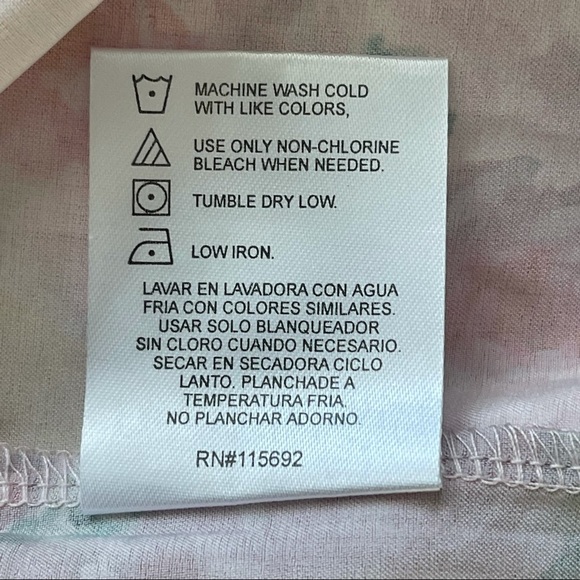 MACHINE WASH COLD
WITH LIKE COLORS,
USE ONLY NON-CHLORINE
BLEACH WHEN NEEDED.
TUMBLE DRY LOW.
LOW IRON.
LAVAR EN LAVADORA CON AGUA
FRIA CON COLORES SIMILARES.
USAR SOLO BLANQUEADOR
SIN CLORO CUANDO NECESARIO.
SECAR EN SECADORA CICLO
LANTO. PLANCHADE A
TEMPERATURA FRIA.
NO PLANCHAR ADORNO.
RN#115692